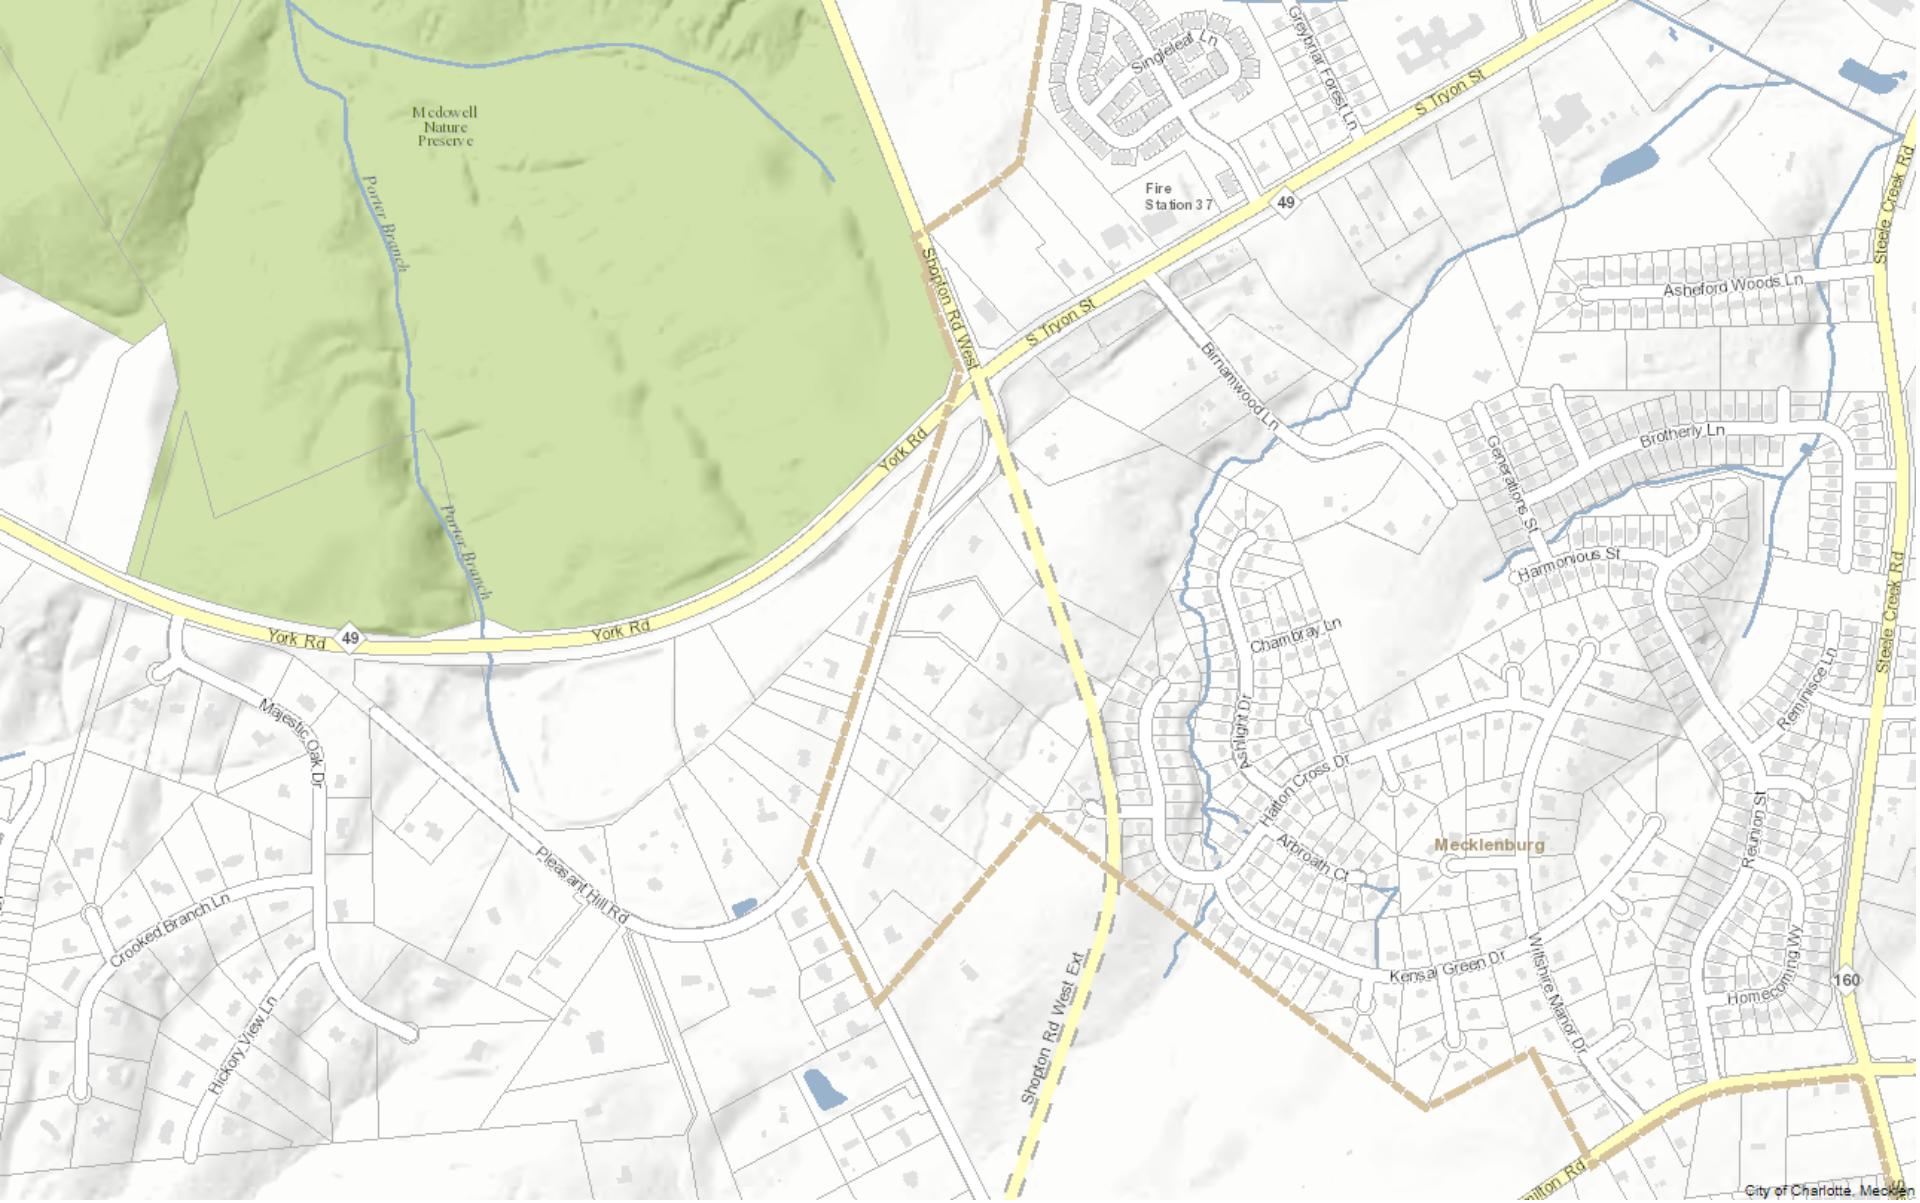 Singleleaf Ln
Greybriar Forest Ln
S Tryon St
Mcdowell
Nature
Preserve
Porter Branch
Fire
Station 37
49
Steele Creek Rd
Shopton Rd West
S Tryon St
Asheford Woods Ln
Birnamwood Ln
York Rd
Generations St
Brotherly Ln
Porter Branch
Harmonious St
York Rd
49
York Rd
Chambray Ln
Steele Creek Rd
Reminisce Ln
Majestic Oak Dr
Ashlight Dr
Hatton Cross Dr
Reunion St
Mecklenburg
Arbroath Ct
Pleasant Hill Rd
Crooked Branch Ln
Kensal Green Dr
Wiltshire Manor Dr
Homecoming Wy
160
Hickory View Ln
Shopton Rd West Ext
milton Rd
City of Charlotte, Mecklen